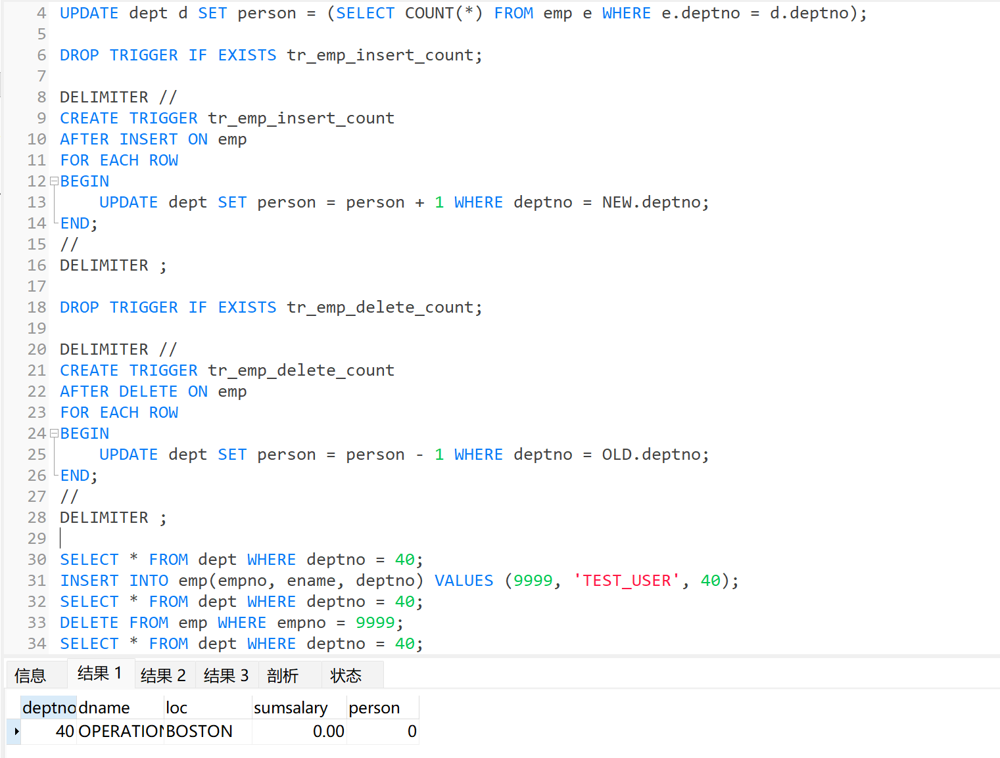 4 UPDATE dept d SET person = (SELECT COUNT(*) FROM emp e WHERE e.deptno = d.deptno);
5
6 DROP TRIGGER IF EXISTS tr_emp_insert_count;
7
8 DELIMITER //
9 CREATE TRIGGER tr_emp_insert_count
10 AFTER INSERT ON emp
11 FOR EACH ROW
12 BEGIN
13     UPDATE dept SET person = person + 1 WHERE deptno = NEW.deptno;
14 END;
15 //
16 DELIMITER ;
17
18 DROP TRIGGER IF EXISTS tr_emp_delete_count;
19
20 DELIMITER //
21 CREATE TRIGGER tr_emp_delete_count
22 AFTER DELETE ON emp
23 FOR EACH ROW
24 BEGIN
25     UPDATE dept SET person = person - 1 WHERE deptno = OLD.deptno;
26 END;
27 //
28 DELIMITER ;
29
30 SELECT * FROM dept WHERE deptno = 40;
31 INSERT INTO emp(empno, ename, deptno) VALUES (9999, 'TEST_USER', 40);
32 SELECT * FROM dept WHERE deptno = 40;
33 DELETE FROM emp WHERE empno = 9999;
34 SELECT * FROM dept WHERE deptno = 40;
信息 结果 1 结果 2 结果 3 剖析 状态
deptno dname loc sumsalary person
40 OPERATION BOSTON 0.00 0